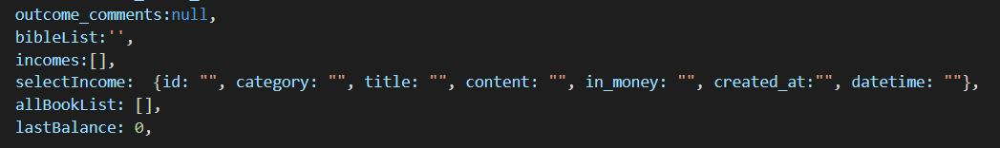 outcome_comments:null,
bibleList:'',
incomes:[],
selectIncome:  {id: "", category: "", title: "", content: "", in_money: "", created_at:"", datetime: ""},
allBookList: [],
lastBalance: 0,